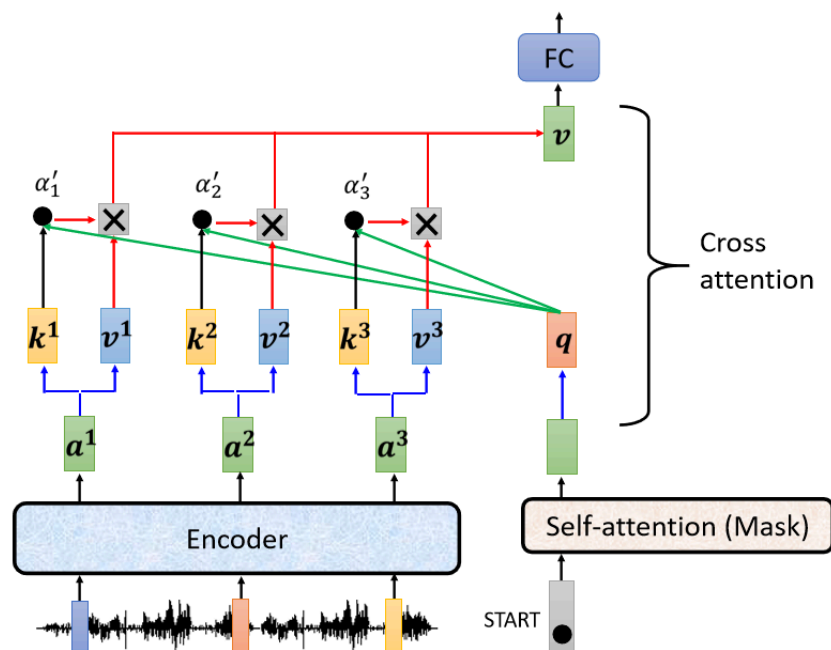 FC
v
α′₁ α′₂ α′₃
Cross
attention
k¹ v¹ k² v² k³ v³ q
a¹ a² a³
Encoder
Self-attention (Mask)
START